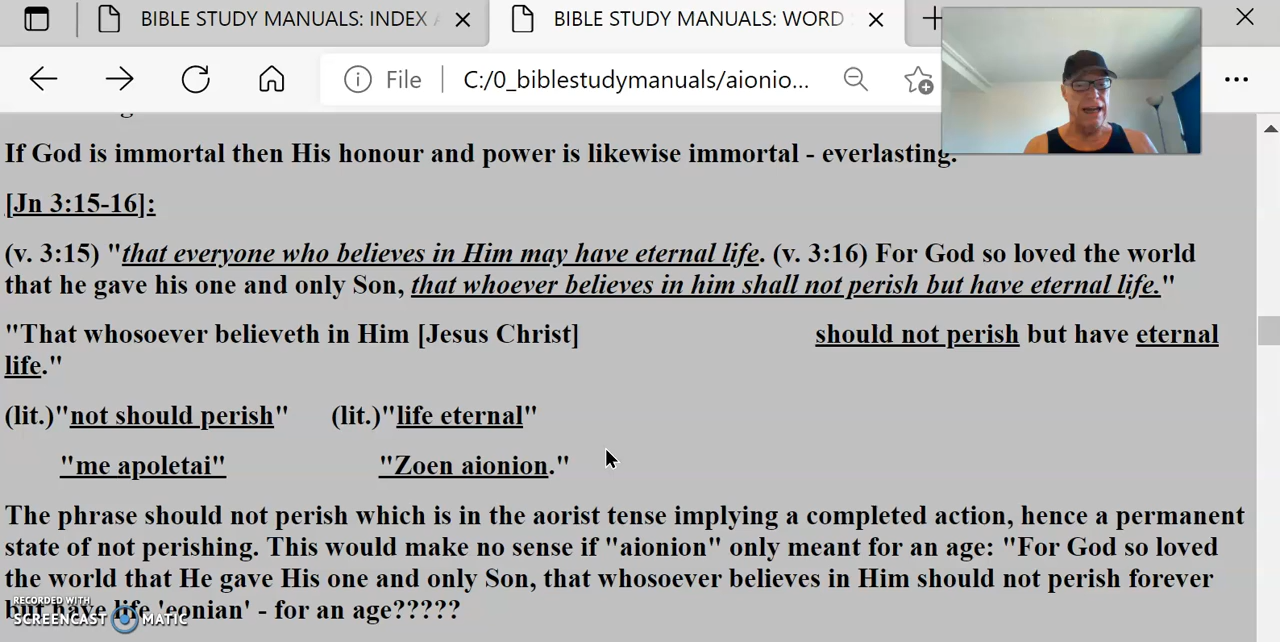 BIBLE STUDY MANUALS: INDEX
BIBLE STUDY MANUALS: WORD
File
C:/0_biblestudymanuals/aionio...
If God is immortal then His honour and power is likewise immortal - everlasting.
[Jn 3:15-16]:
(v. 3:15) "that everyone who believes in Him may have eternal life. (v. 3:16) For God so loved the world
that he gave his one and only Son, that whoever believes in him shall not perish but have eternal life."
"That whosoever believeth in Him [Jesus Christ] should not perish but have eternal
life."
(lit.)"not should perish" (lit.)"life eternal"
"me apoletai" "Zoen aionion."
The phrase should not perish which is in the aorist tense implying a completed action, hence a permanent
state of not perishing. This would make no sense if "aionion" only meant for an age: "For God so loved
the world that He gave His one and only Son, that whosoever believes in Him should not perish forever
but have life 'eonian' - for an age?????
RECORDED WITH
SCREENCAST MATIC